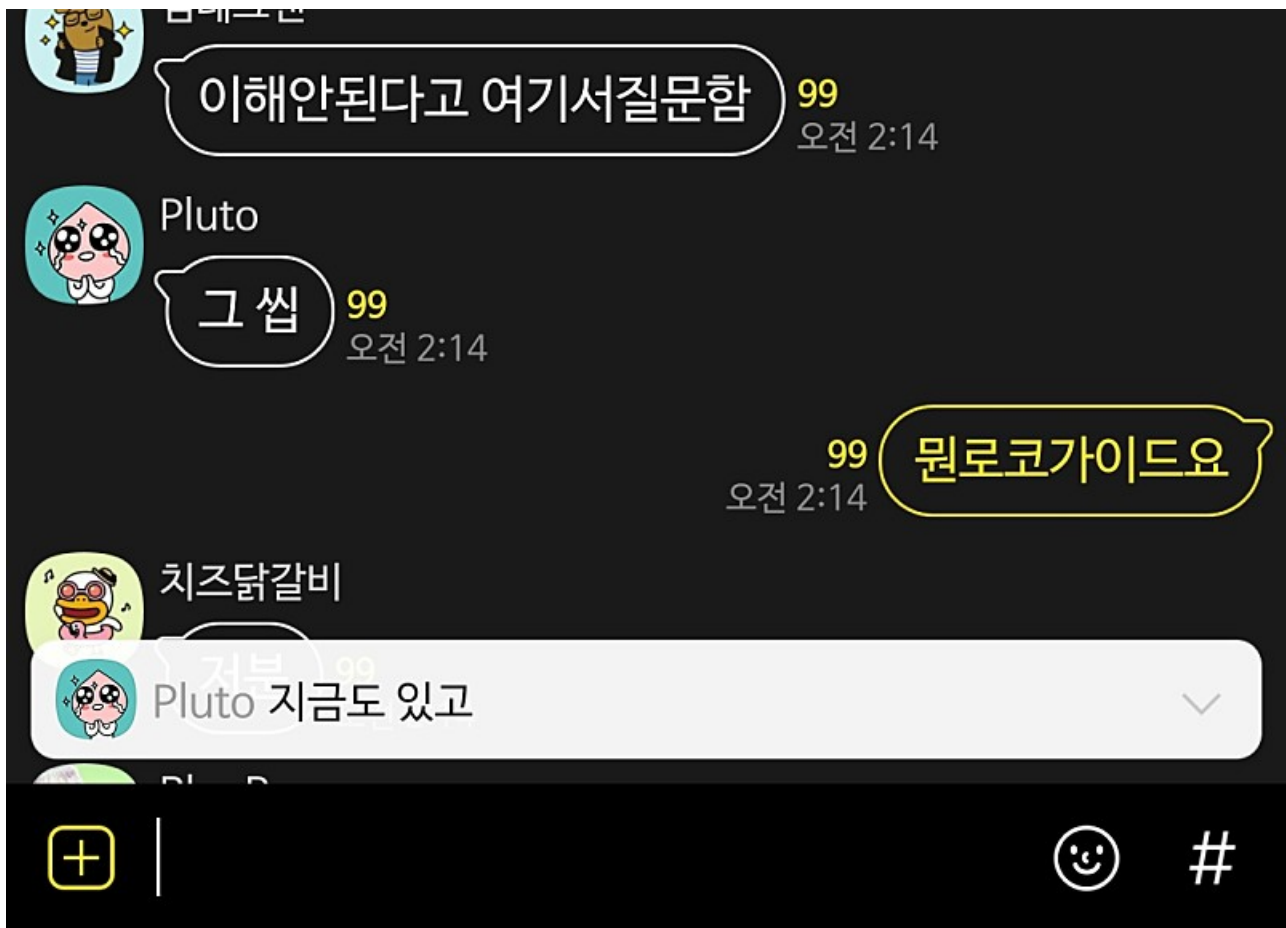 이해안된다고 여기서질문함
99
오전 2:14
Pluto
그 씹
99
오전 2:14
뭔로코가이드요
99
오전 2:14
치즈닭갈비
저분
99
Pluto 지금도 있고
#